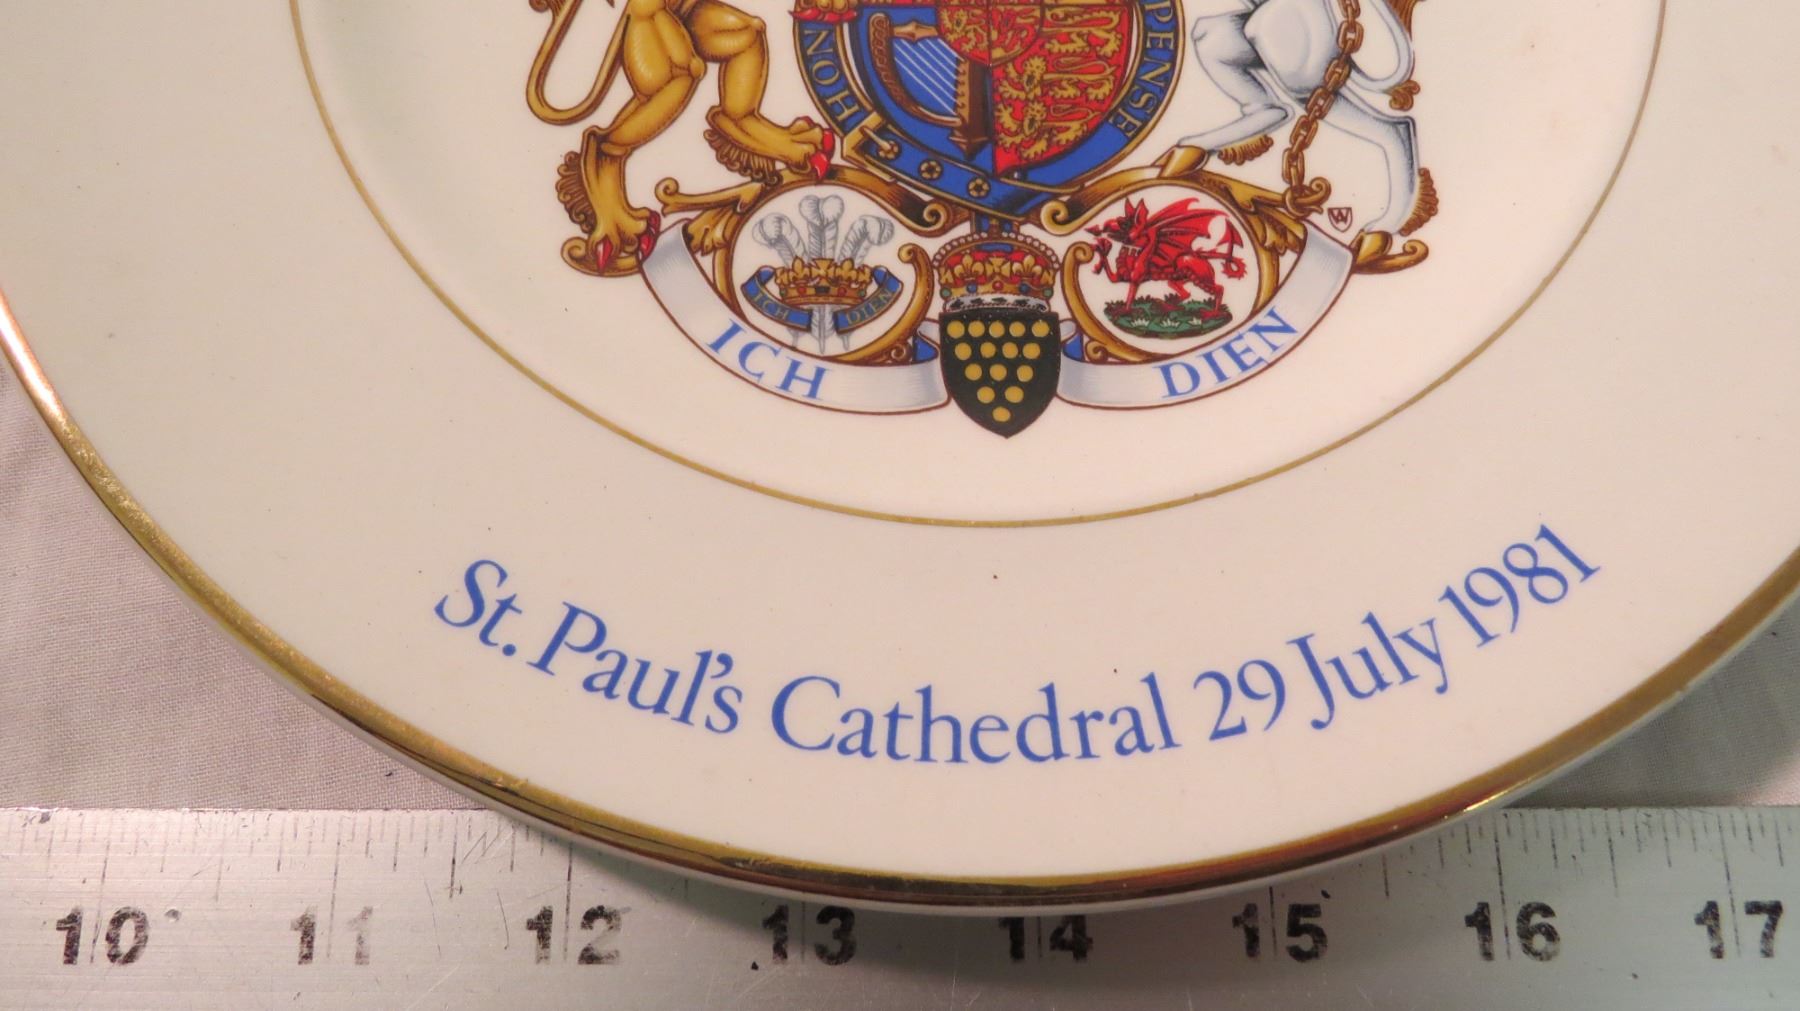 HON
PENSE
ICH DIEN
ICH DIEN
St. Paul's Cathedral 29 July 1981
10 11 12 13 14 15 16 17